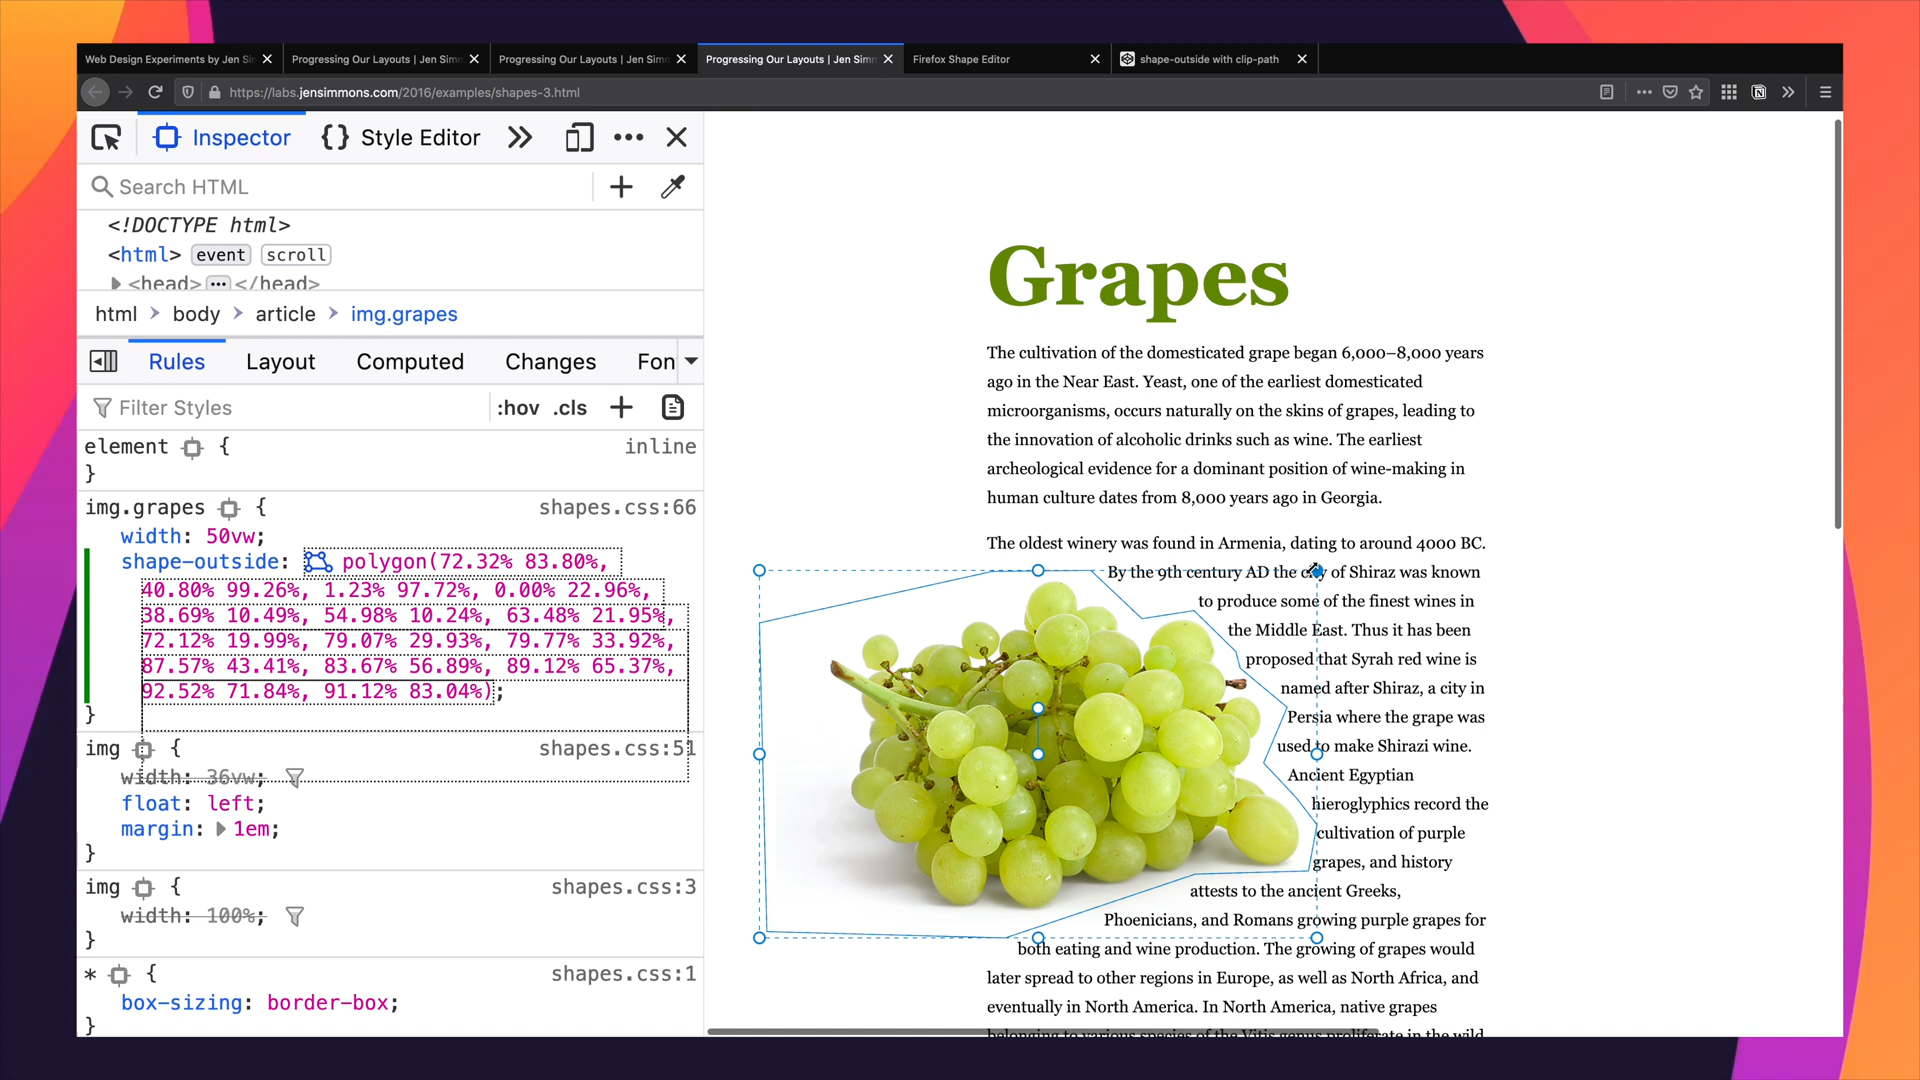 Web Design Experiments by Jen Si
Progressing Our Layouts | Jen Simm
Progressing Our Layouts | Jen Simm
Progressing Our Layouts | Jen Simm
Firefox Shape Editor
shape-outside with clip-path
https://labs.jensimmons.com/2016/examples/shapes-3.html
Inspector
{} Style Editor
Search HTML
<!DOCTYPE html>
<html> event scroll
<head> ••• </head>
html > body > article > img.grapes
Rules Layout Computed Changes Fon
Filter Styles :hov .cls +
element { inline
}
img.grapes { shapes.css:66
width: 50vw;
shape-outside: polygon(72.32% 83.80%,
40.80% 99.26%, 1.23% 97.72%, 0.00% 22.96%,
38.69% 10.49%, 54.98% 10.24%, 63.48% 21.95%,
72.12% 19.99%, 79.07% 29.93%, 79.77% 33.92%,
87.57% 43.41%, 83.67% 56.89%, 89.12% 65.37%,
92.52% 71.84%, 91.12% 83.04%);
}
img { shapes.css:51
width: 36vw;
float: left;
margin: 1em;
}
img { shapes.css:3
width: 100%;
}
* { shapes.css:1
box-sizing: border-box;
}
Grapes
The cultivation of the domesticated grape began 6,000–8,000 years
ago in the Near East. Yeast, one of the earliest domesticated
microorganisms, occurs naturally on the skins of grapes, leading to
the innovation of alcoholic drinks such as wine. The earliest
archeological evidence for a dominant position of wine-making in
human culture dates from 8,000 years ago in Georgia.
The oldest winery was found in Armenia, dating to around 4000 BC.
By the 9th century AD the city of Shiraz was known
to produce some of the finest wines in
the Middle East. Thus it has been
proposed that Syrah red wine is
named after Shiraz, a city in
Persia where the grape was
used to make Shirazi wine.
Ancient Egyptian
hieroglyphics record the
cultivation of purple
grapes, and history
attests to the ancient Greeks,
Phoenicians, and Romans growing purple grapes for
both eating and wine production. The growing of grapes would
later spread to other regions in Europe, as well as North Africa, and
eventually in North America. In North America, native grapes
belonging to various species of the Vitis genus proliferate in the wild